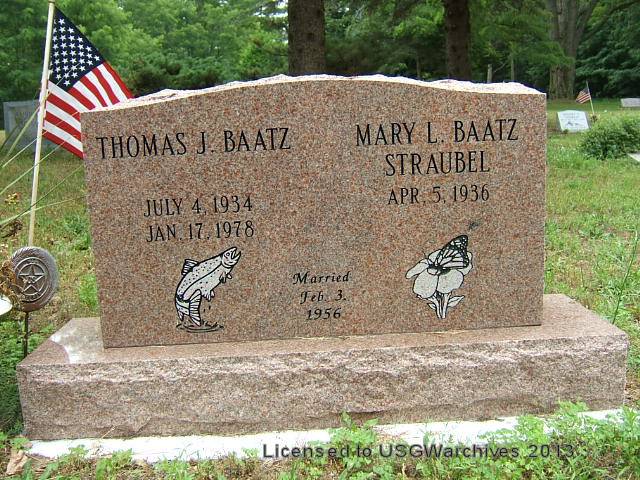 THOMAS J. BAATZ
JULY 4, 1934
JAN. 17, 1978
MARY L. BAATZ
STRAUBEL
APR. 5, 1936
Married
Feb. 3,
1956
Licensed to USGWarchives 2013